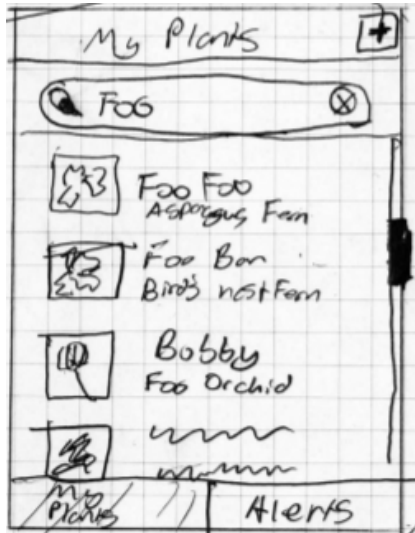 My Plants
Foo
Foo Foo
Asparagus Fern
Foo Bar
Bird's nest Fern
Bobby
Foo Orchid
My
Plants
Alerts